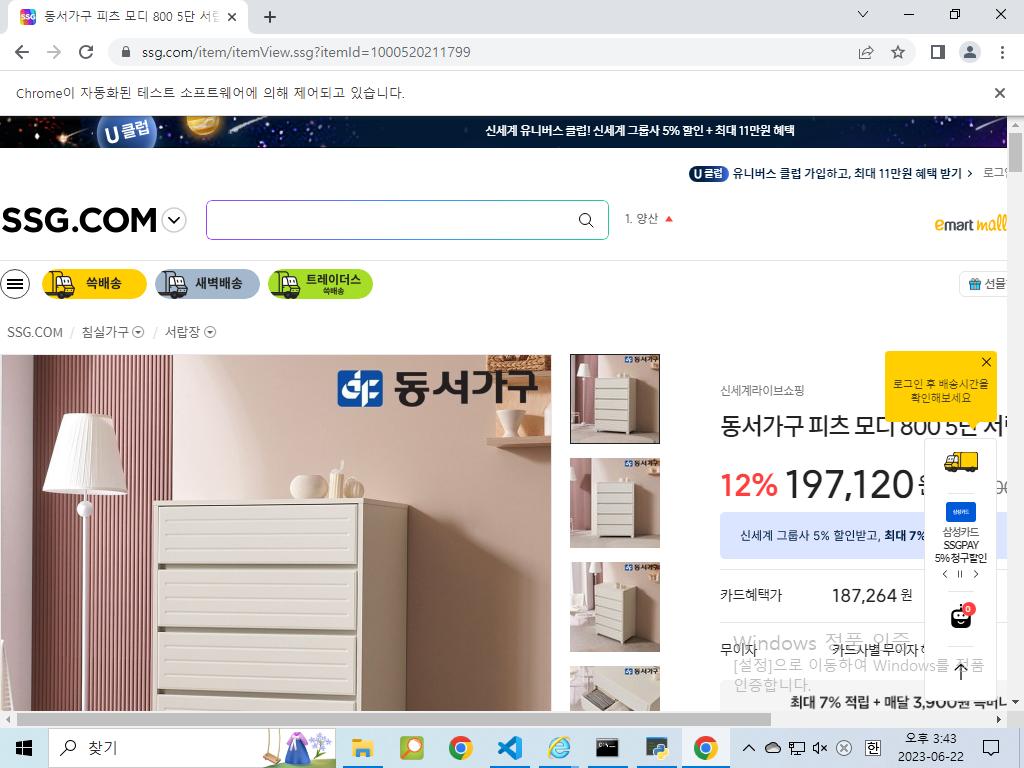 동서가구 피츠 모디 800 5단 서랍
ssg.com/item/itemView.ssg?itemId=1000520211799
Chrome이 자동화된 테스트 소프트웨어에 의해 제어되고 있습니다.
U클럽
신세계 유니버스 클럽! 신세계 그룹사 5% 할인 + 최대 11만원 혜택
U클럽 유니버스 클럽 가입하고, 최대 11만원 혜택 받기
SSG.COM
1. 양산
emart mall
쓱배송
새벽배송
트레이더스
쓱배송
선물
SSG.COM / 침실가구 / 서랍장
동서가구
로그인 후 배송시간을
확인해보세요
신세계라이브쇼핑
동서가구 피츠 모디 800 5단
12% 197,120원
신세계 그룹사 5% 할인받고, 최대 7%
삼성카드
삼성카드
SSGPAY
5% 청구할인
카드혜택가 187,264 원
0
무이자 카드사별 무이자
최대 7% 적립 + 매달 3,900원
Windows 정품 인증
[설정]으로 이동하여 Windows를 정품
인증합니다.
찾기
한
오후 3:43
2023-06-22